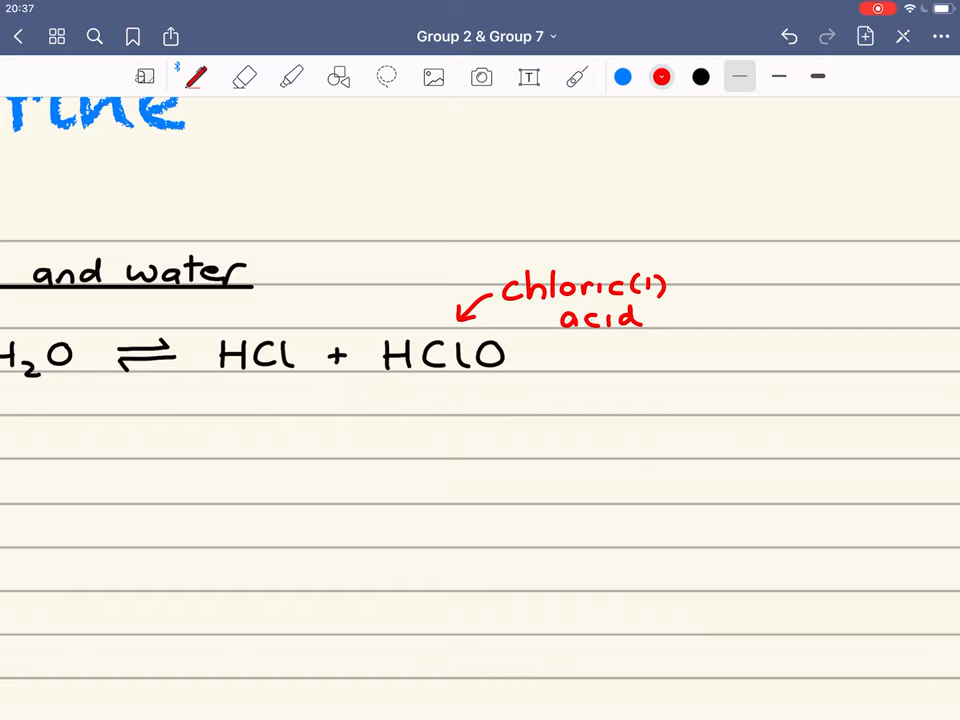 20:37
Group 2 & Group 7
T
rine
and water
chloric(1)
acid
H₂O ⇌ HCl + HClO